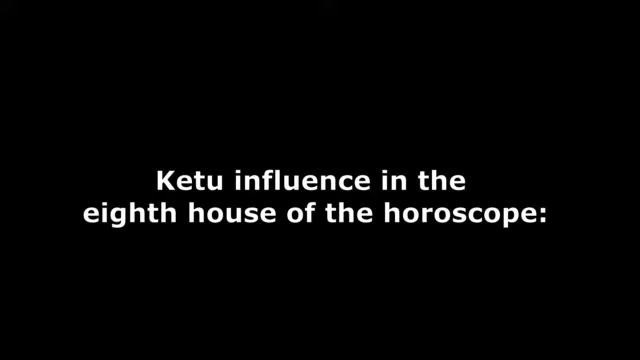 Ketu influence in the
eighth house of the horoscope: